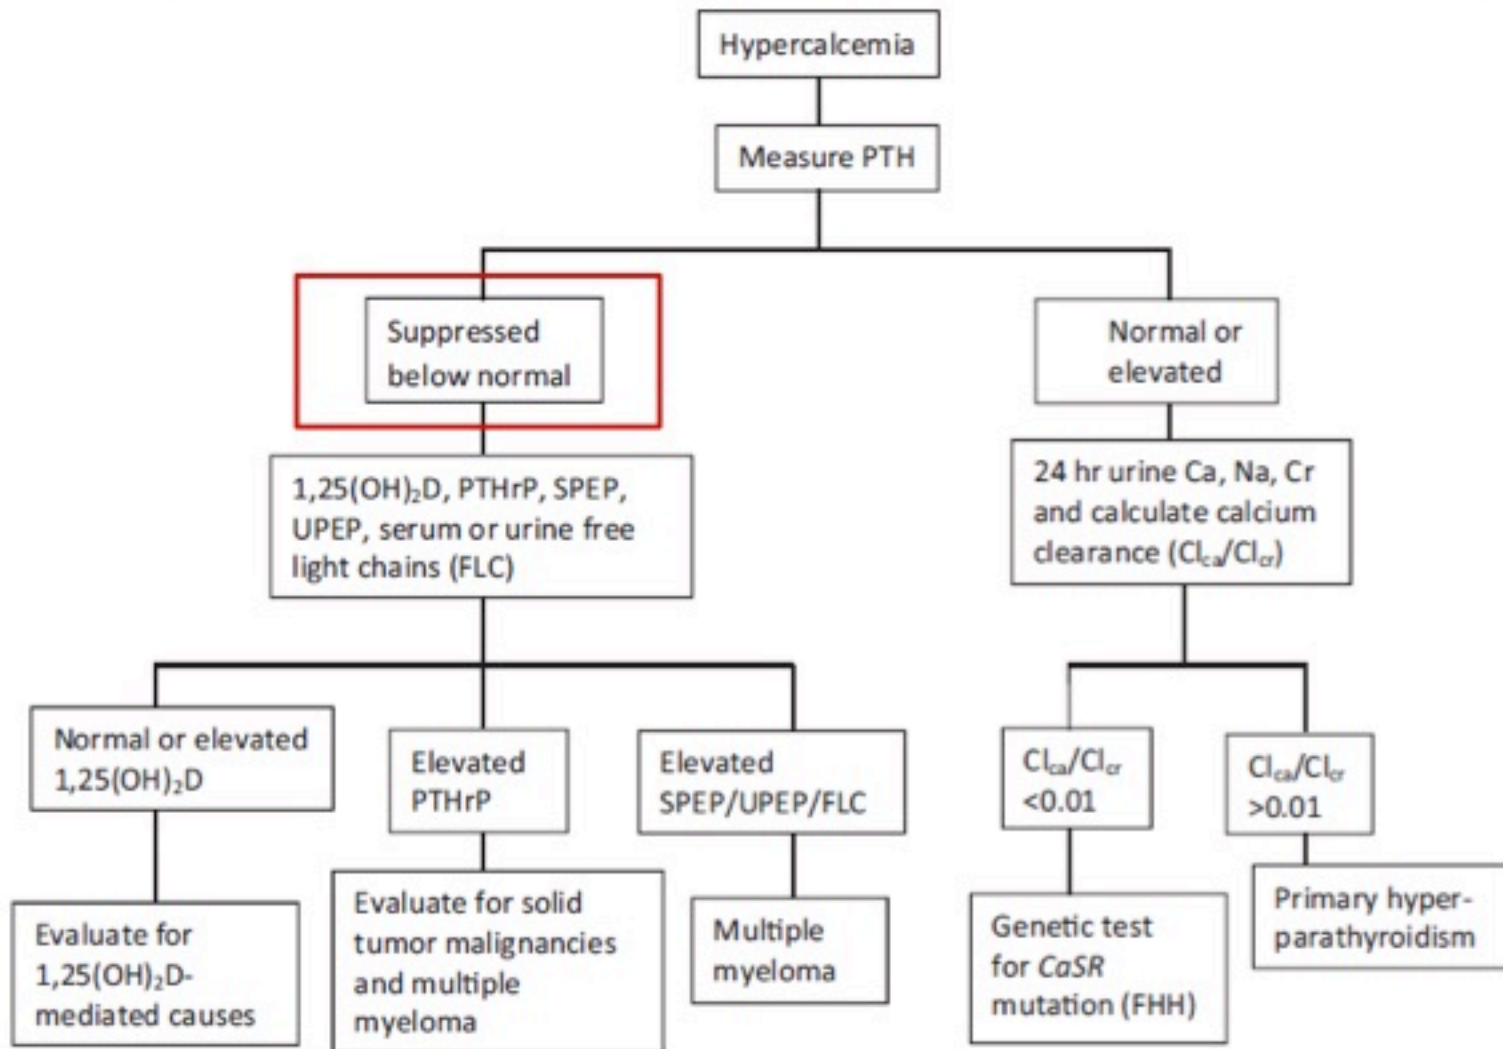 Hypercalcemia
Measure PTH
Suppressed
below normal
Normal or
elevated
1,25(OH)₂D, PTHrP, SPEP,
UPEP, serum or urine free
light chains (FLC)
24 hr urine Ca, Na, Cr
and calculate calcium
clearance (Cl꜀ₐ/Cl꜀ᵣ)
Normal or elevated
1,25(OH)₂D
Elevated
PTHrP
Elevated
SPEP/UPEP/FLC
Cl꜀ₐ/Cl꜀ᵣ
<0.01
Cl꜀ₐ/Cl꜀ᵣ
>0.01
Evaluate for
1,25(OH)₂D-
mediated causes
Evaluate for solid
tumor malignancies
and multiple
myeloma
Multiple
myeloma
Genetic test
for CaSR
mutation (FHH)
Primary hyper-
parathyroidism